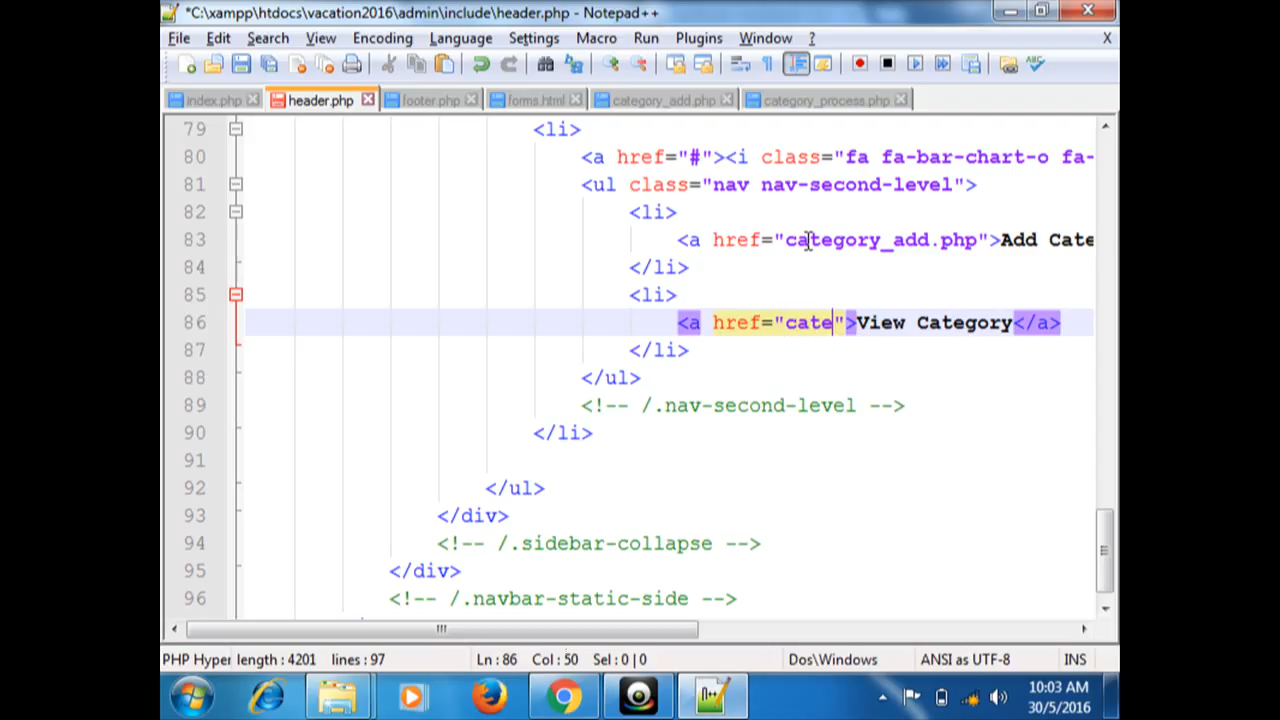 *C:\xampp\htdocs\vacation2016\admin\include\header.php - Notepad++
File Edit Search View Encoding Language Settings Macro Run Plugins Window ? X
index.php header.php footer.php forms.html category_add.php category_process.php
79 <li>
80 <a href="#"><i class="fa fa-bar-chart-o fa-
81 <ul class="nav nav-second-level">
82 <li>
83 <a href="category_add.php">Add Cate
84 </li>
85 <li>
86 <a href="cate">View Category</a>
87 </li>
88 </ul>
89 <!-- /.nav-second-level -->
90 </li>
91
92 </ul>
93 </div>
94 <!-- /.sidebar-collapse -->
95 </div>
96 <!-- /.navbar-static-side -->
PHP Hyper length : 4201 lines : 97 Ln : 86 Col : 50 Sel : 0 | 0 Dos\Windows ANSI as UTF-8 INS
10:03 AM
30/5/2016